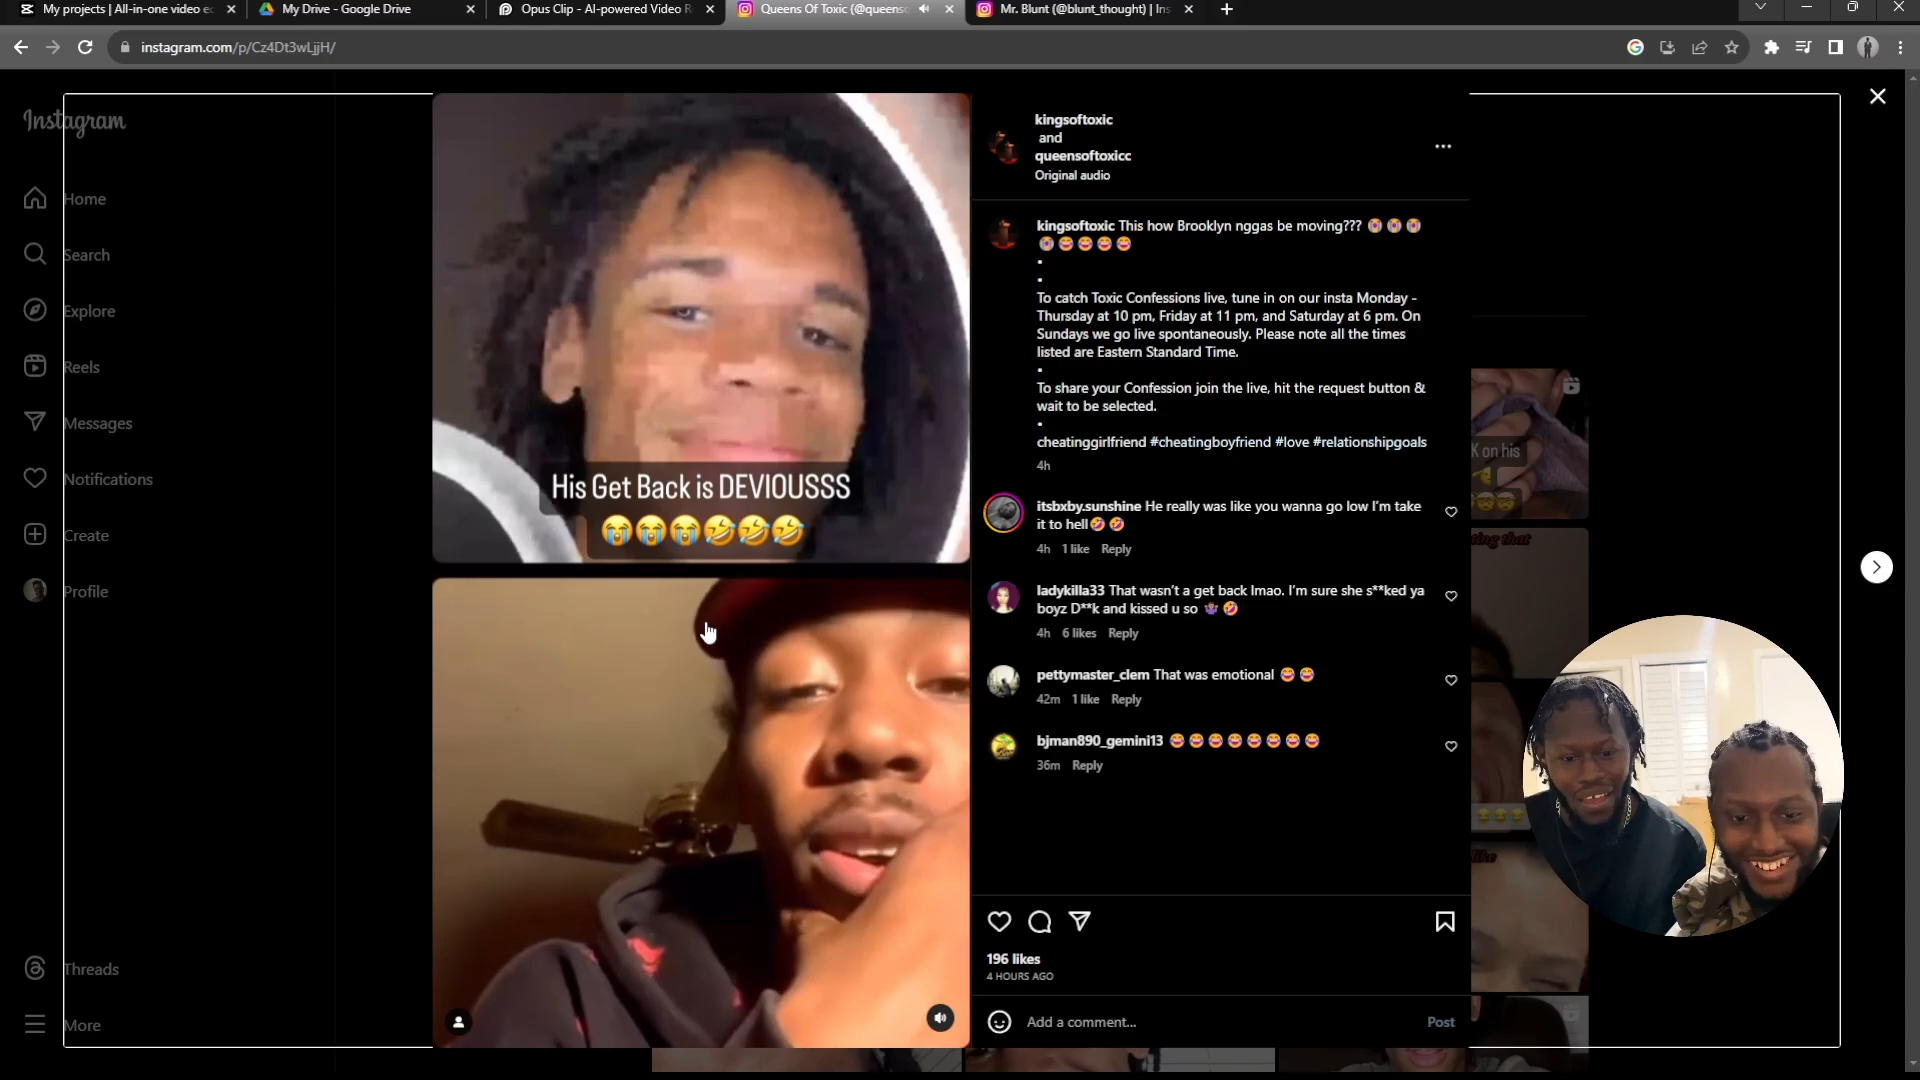 My projects | All-in-one video e
My Drive - Google Drive
Opus Clip - AI-powered Video R
Queens Of Toxic (@queens
Mr. Blunt (@blunt_thought) | Ins
instagram.com/p/Cz4Dt3wLjjH/
Instagram
Home
Search
Explore
Reels
Messages
Notifications
Create
Profile
Threads
More
His Get Back is DEVIOUSSS
😭😭😭🤣🤣🤣
kingsoftoxic
and
queensoftoxicc
Original audio
kingsoftoxic This how Brooklyn nggas be moving??? 😭😭😭
😭😂😂😂😂
•
•
To catch Toxic Confessions live, tune in on our insta Monday -
Thursday at 10 pm, Friday at 11 pm, and Saturday at 6 pm. On
Sundays we go live spontaneously. Please note all the times
listed are Eastern Standard Time.
•
To share your Confession join the live, hit the request button &
wait to be selected.
•
cheatinggirlfriend #cheatingboyfriend #love #relationshipgoals
4h
itsbxby.sunshine He really was like you wanna go low I'm take
it to hell🤣🤣
4h 1 like Reply
ladykilla33 That wasn't a get back lmao. I'm sure she s**ked ya
boyz D**k and kissed u so 🤷🏽‍♀️🤣
4h 6 likes Reply
pettymaster_clem That was emotional 😂😂
42m 1 like Reply
bjman890_gemini13 😂😂😂😂😂😂😂😂
36m Reply
196 likes
4 HOURS AGO
Add a comment...
Post
K on his
ting that
like